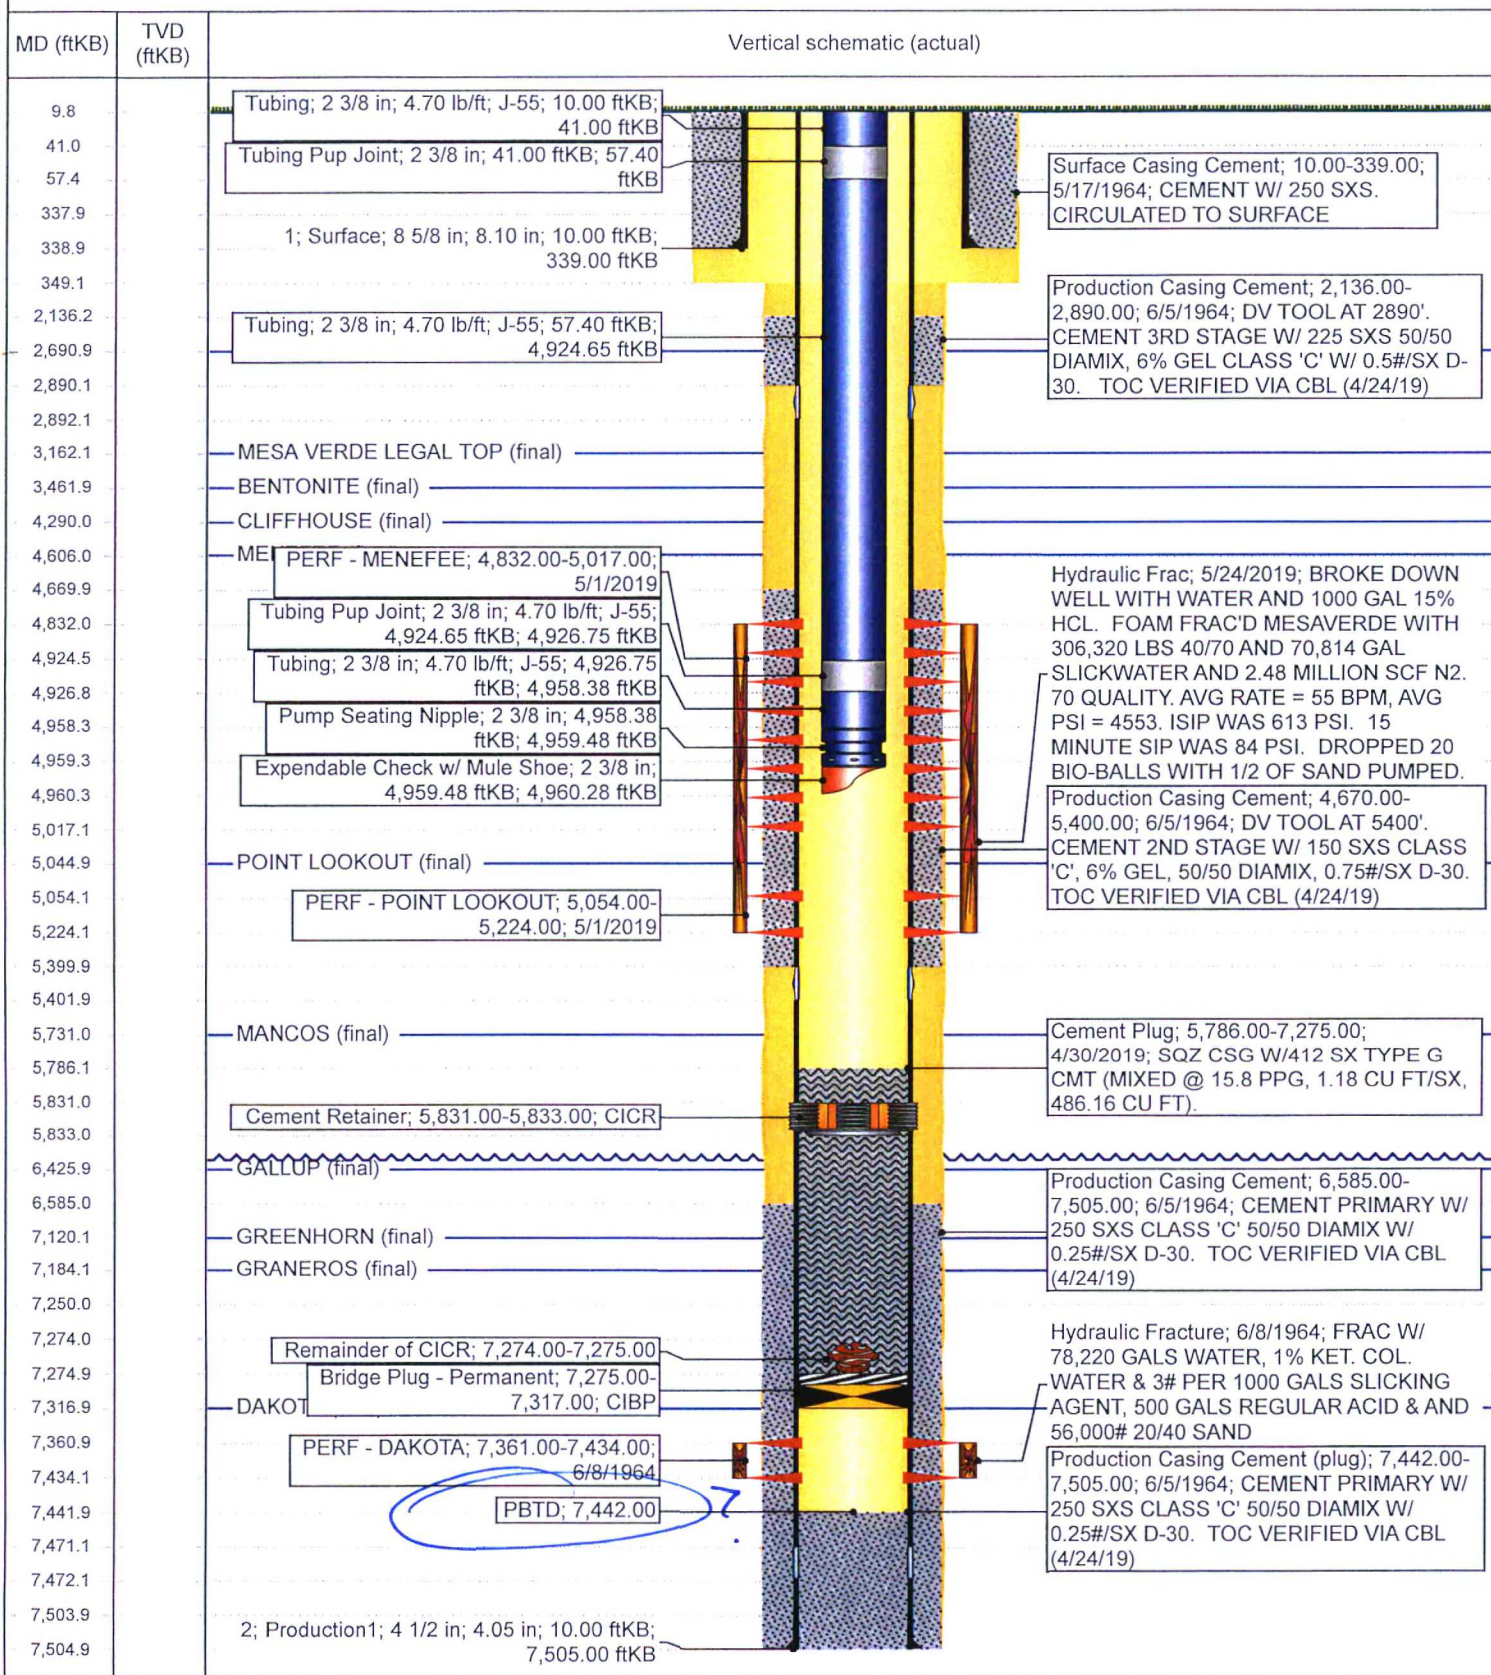 MD (ftKB)
TVD
(ftKB)
Vertical schematic (actual)
9.8
41.0
57.4
337.9
338.9
349.1
2,136.2
2,690.9
2,890.1
2,892.1
3,162.1
3,461.9
4,290.0
4,606.0
4,669.9
4,832.0
4,924.5
4,926.8
4,958.3
4,959.3
4,960.3
5,017.1
5,044.9
5,054.1
5,224.1
5,399.9
5,401.9
5,731.0
5,786.1
5,831.0
5,833.0
6,425.9
6,585.0
7,120.1
7,184.1
7,250.0
7,274.0
7,274.9
7,316.9
7,360.9
7,434.1
7,441.9
7,471.1
7,472.1
7,503.9
7,504.9
Tubing; 2 3/8 in; 4.70 lb/ft; J-55; 10.00 ftKB;
41.00 ftKB
Tubing Pup Joint; 2 3/8 in; 41.00 ftKB; 57.40
ftKB
1; Surface; 8 5/8 in; 8.10 in; 10.00 ftKB;
339.00 ftKB
Tubing; 2 3/8 in; 4.70 lb/ft; J-55; 57.40 ftKB;
4,924.65 ftKB
MESA VERDE LEGAL TOP (final)
BENTONITE (final)
CLIFFHOUSE (final)
PERF - MENEFEE; 4,832.00-5,017.00;
5/1/2019
Tubing Pup Joint; 2 3/8 in; 4.70 lb/ft; J-55;
4,924.65 ftKB; 4,926.75 ftKB
Tubing; 2 3/8 in; 4.70 lb/ft; J-55; 4,926.75
ftKB; 4,958.38 ftKB
Pump Seating Nipple; 2 3/8 in; 4,958.38
ftKB; 4,959.48 ftKB
Expendable Check w/ Mule Shoe; 2 3/8 in;
4,959.48 ftKB; 4,960.28 ftKB
POINT LOOKOUT (final)
PERF - POINT LOOKOUT; 5,054.00-
5,224.00; 5/1/2019
MANCOS (final)
Cement Retainer; 5,831.00-5,833.00; CICR
GALLUP (final)
GREENHORN (final)
GRANEROS (final)
Remainder of CICR; 7,274.00-7,275.00
Bridge Plug - Permanent; 7,275.00-
7,317.00; CIBP
DAKOT
PERF - DAKOTA; 7,361.00-7,434.00;
6/8/1964
PBTD; 7,442.00
?
2; Production1; 4 1/2 in; 4.05 in; 10.00 ftKB;
7,505.00 ftKB
Surface Casing Cement; 10.00-339.00;
5/17/1964; CEMENT W/ 250 SXS.
CIRCULATED TO SURFACE
Production Casing Cement; 2,136.00-
2,890.00; 6/5/1964; DV TOOL AT 2890'.
CEMENT 3RD STAGE W/ 225 SXS 50/50
DIAMIX, 6% GEL CLASS 'C' W/ 0.5#/SX D-
30. TOC VERIFIED VIA CBL (4/24/19)
Hydraulic Frac; 5/24/2019; BROKE DOWN
WELL WITH WATER AND 1000 GAL 15%
HCL. FOAM FRAC'D MESAVERDE WITH
306,320 LBS 40/70 AND 70,814 GAL
SLICKWATER AND 2.48 MILLION SCF N2.
70 QUALITY. AVG RATE = 55 BPM, AVG
PSI = 4553. ISIP WAS 613 PSI. 15
MINUTE SIP WAS 84 PSI. DROPPED 20
BIO-BALLS WITH 1/2 OF SAND PUMPED.
Production Casing Cement; 4,670.00-
5,400.00; 6/5/1964; DV TOOL AT 5400'.
CEMENT 2ND STAGE W/ 150 SXS CLASS
'C', 6% GEL, 50/50 DIAMIX, 0.75#/SX D-30.
TOC VERIFIED VIA CBL (4/24/19)
Cement Plug; 5,786.00-7,275.00;
4/30/2019; SQZ CSG W/412 SX TYPE G
CMT (MIXED @ 15.8 PPG, 1.18 CU FT/SX,
486.16 CU FT).
Production Casing Cement; 6,585.00-
7,505.00; 6/5/1964; CEMENT PRIMARY W/
250 SXS CLASS 'C' 50/50 DIAMIX W/
0.25#/SX D-30. TOC VERIFIED VIA CBL
(4/24/19)
Hydraulic Fracture; 6/8/1964; FRAC W/
78,220 GALS WATER, 1% KET. COL.
WATER & 3# PER 1000 GALS SLICKING
AGENT, 500 GALS REGULAR ACID & AND
56,000# 20/40 SAND
Production Casing Cement (plug); 7,442.00-
7,505.00; 6/5/1964; CEMENT PRIMARY W/
250 SXS CLASS 'C' 50/50 DIAMIX W/
0.25#/SX D-30. TOC VERIFIED VIA CBL
(4/24/19)